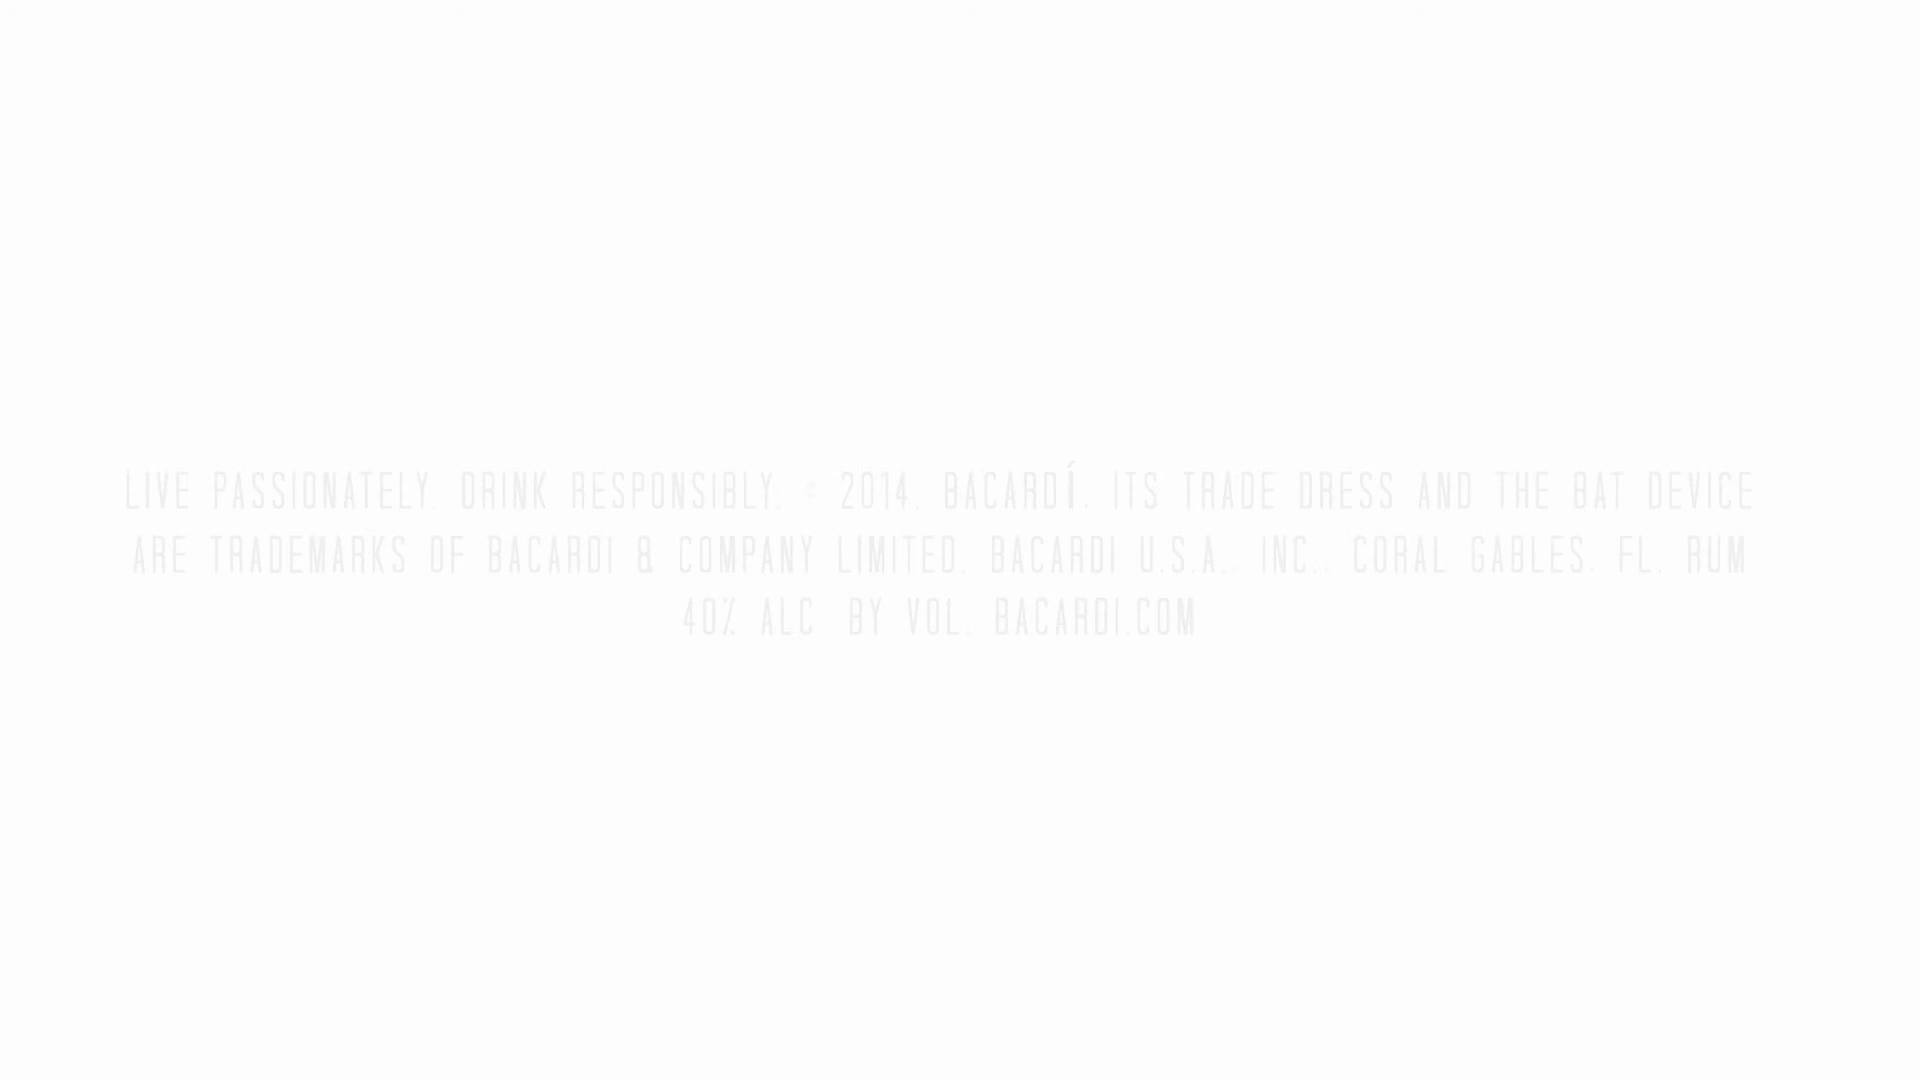 LIVE PASSIONATELY. DRINK RESPONSIBLY. © 2014. BACARDÍ. ITS TRADE DRESS AND THE BAT DEVICE
ARE TRADEMARKS OF BACARDI & COMPANY LIMITED. BACARDI U.S.A., INC., CORAL GABLES, FL. RUM
40% ALC BY VOL. BACARDI.COM